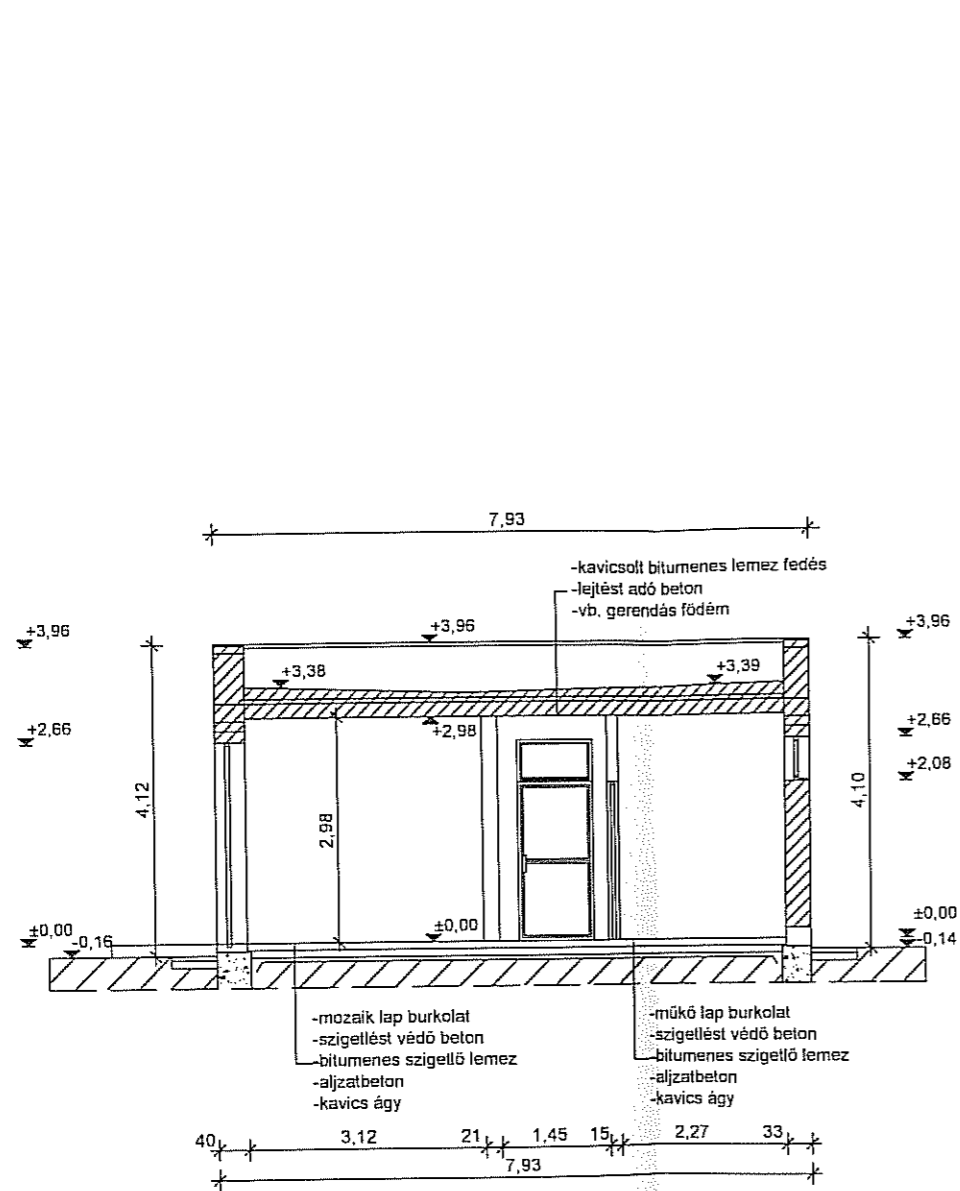 7,93
-kavicsolt bitumenes lemez fedés
-lejtést adó beton
-vb. gerendás födém
+3,96
+3,96
+3,96
+3,38
+3,39
+2,66
+2,98
+2,66
+2,08
4,12
2,98
4,10
±0,00
-0,16
±0,00
±0,00
-0,14
-mozaik lap burkolat
-szigetlést védő beton
-bitumenes szigetlő lemez
-aljzatbeton
-kavics ágy
-műkő lap burkolat
-szigetlést védő beton
-bitumenes szigetlő lemez
-aljzatbeton
-kavics ágy
40 3,12 21 1,45 15 2,27 33
7,93